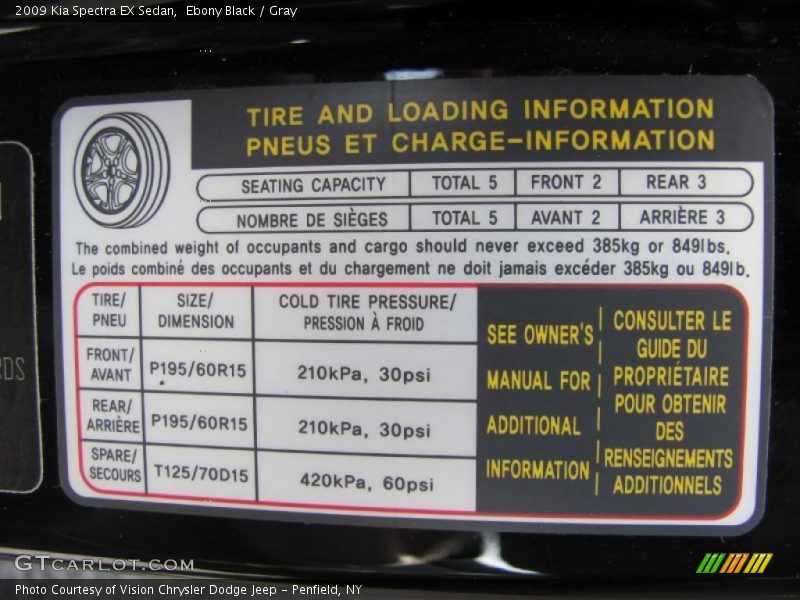 2009 Kia Spectra EX Sedan,  Ebony Black / Gray
TIRE AND LOADING INFORMATION
PNEUS ET CHARGE-INFORMATION
SEATING CAPACITY TOTAL 5 FRONT 2 REAR 3
NOMBRE DE SIÈGES TOTAL 5 AVANT 2 ARRIÈRE 3
The combined weight of occupants and cargo should never exceed 385kg or 849lbs.
Le poids combiné des occupants et du chargement ne doit jamais excéder 385kg ou 849lb.
TIRE/
PNEU
SIZE/
DIMENSION
COLD TIRE PRESSURE/
PRESSION À FROID
FRONT/
AVANT
P195/60R15
210kPa, 30psi
REAR/
ARRIÈRE
P195/60R15
210kPa, 30psi
SPARE/
SECOURS
T125/70D15
420kPa, 60psi
SEE OWNER'S
MANUAL FOR
ADDITIONAL
INFORMATION
CONSULTER LE
GUIDE DU
PROPRIÉTAIRE
POUR OBTENIR
DES
RENSEIGNEMENTS
ADDITIONNELS
GTCARLOT.COM
Photo Courtesy of Vision Chrysler Dodge Jeep - Penfield, NY